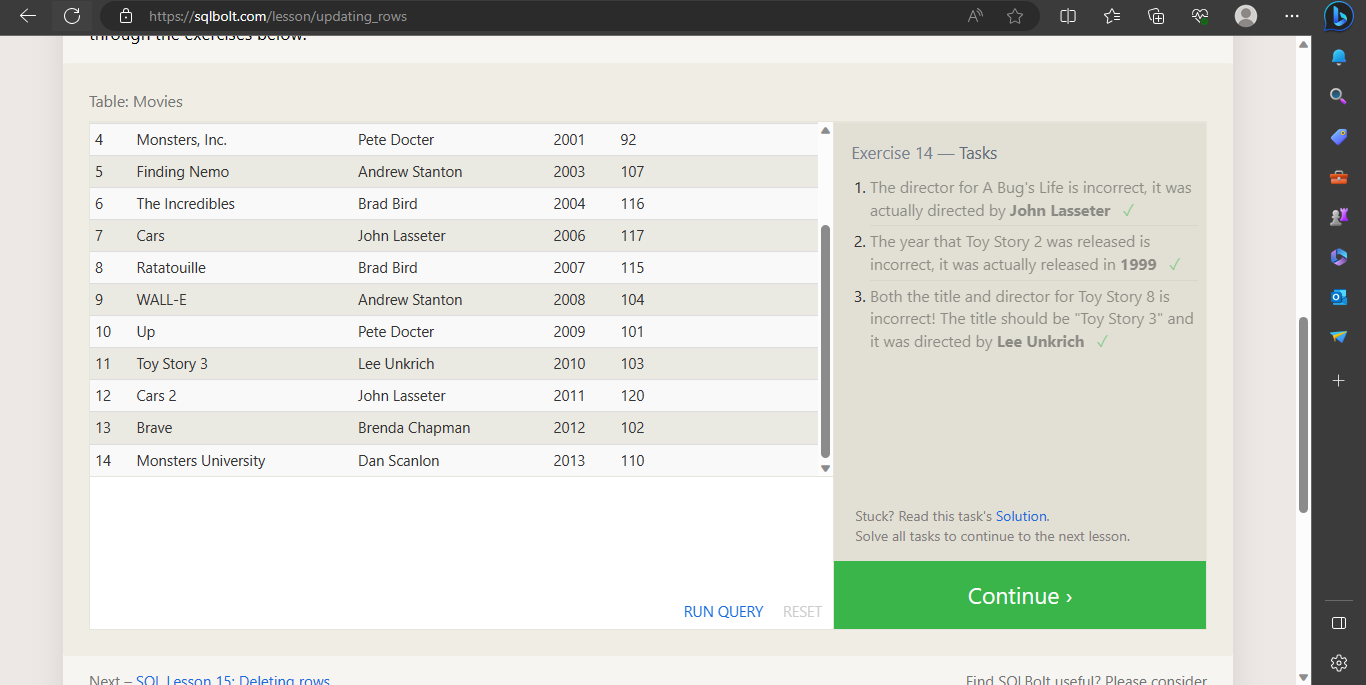 https://sqlbolt.com/lesson/updating_rows
through the exercises below.
Table: Movies
4 Monsters, Inc. Pete Docter 2001 92
5 Finding Nemo Andrew Stanton 2003 107
6 The Incredibles Brad Bird 2004 116
7 Cars John Lasseter 2006 117
8 Ratatouille Brad Bird 2007 115
9 WALL-E Andrew Stanton 2008 104
10 Up Pete Docter 2009 101
11 Toy Story 3 Lee Unkrich 2010 103
12 Cars 2 John Lasseter 2011 120
13 Brave Brenda Chapman 2012 102
14 Monsters University Dan Scanlon 2013 110
RUN QUERY RESET
Exercise 14 — Tasks
1. The director for A Bug's Life is incorrect, it was
actually directed by John Lasseter ✓
2. The year that Toy Story 2 was released is
incorrect, it was actually released in 1999 ✓
3. Both the title and director for Toy Story 8 is
incorrect! The title should be "Toy Story 3" and
it was directed by Lee Unkrich ✓
Stuck? Read this task's Solution.
Solve all tasks to continue to the next lesson.
Continue ›
Next – SQL Lesson 15: Deleting rows
Find SQLBolt useful? Please consider